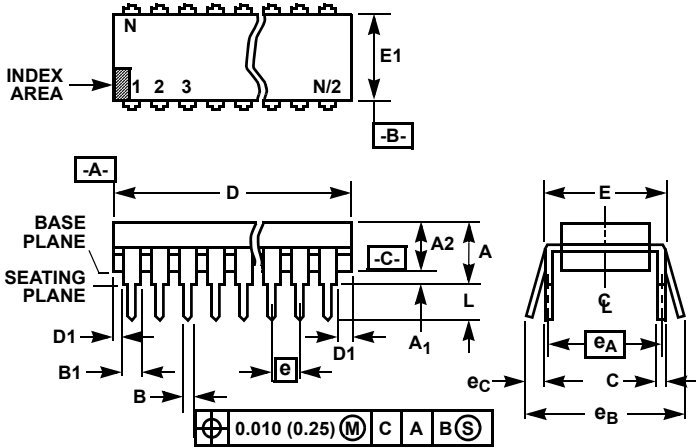 N
E1
INDEX
AREA
1 2 3 N/2
-B-
-A-
D
E
BASE
PLANE
A2
A
-C-
SEATING
PLANE
L
C̵L
D1
A1
D1
eA
B1
e
eC
C
B
eB
⌖ 0.010 (0.25) Ⓜ C A B Ⓢ